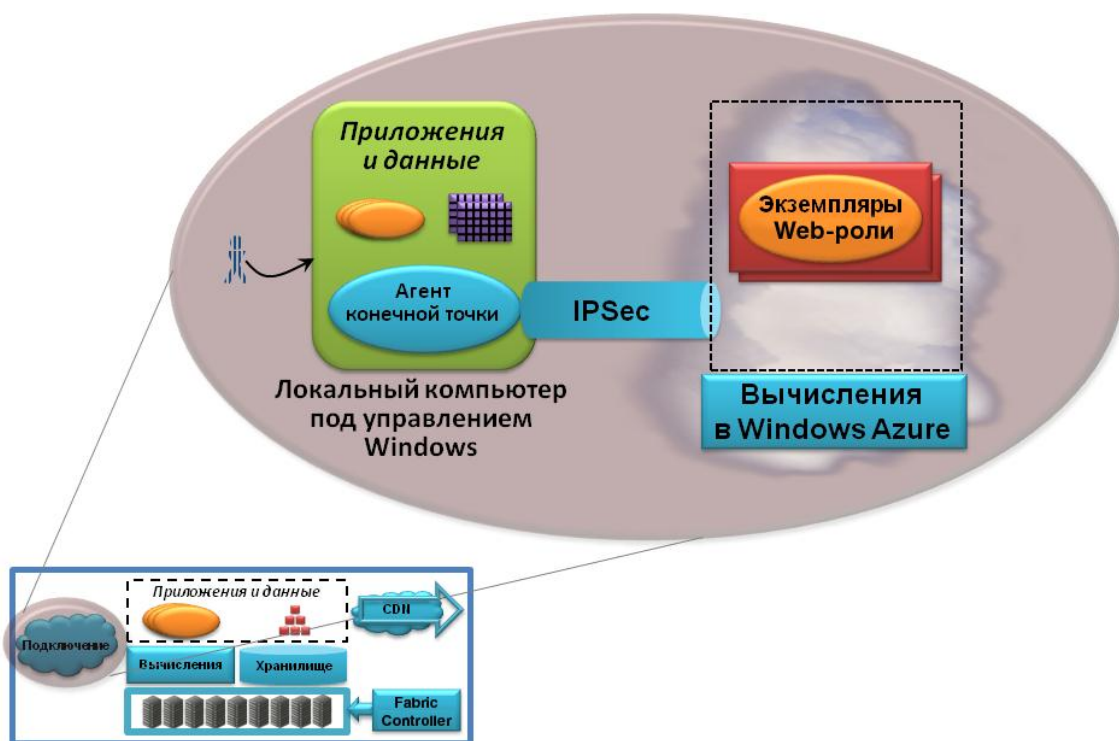 Приложения
и данные
Агент
конечной точки
IPSec
Экземпляры
Web-роли
Локальный компьютер
под управлением
Windows
Вычисления
в Windows Azure
Приложения и данные
CDN
Подключение
Вычисления
Хранилище
Fabric
Controller